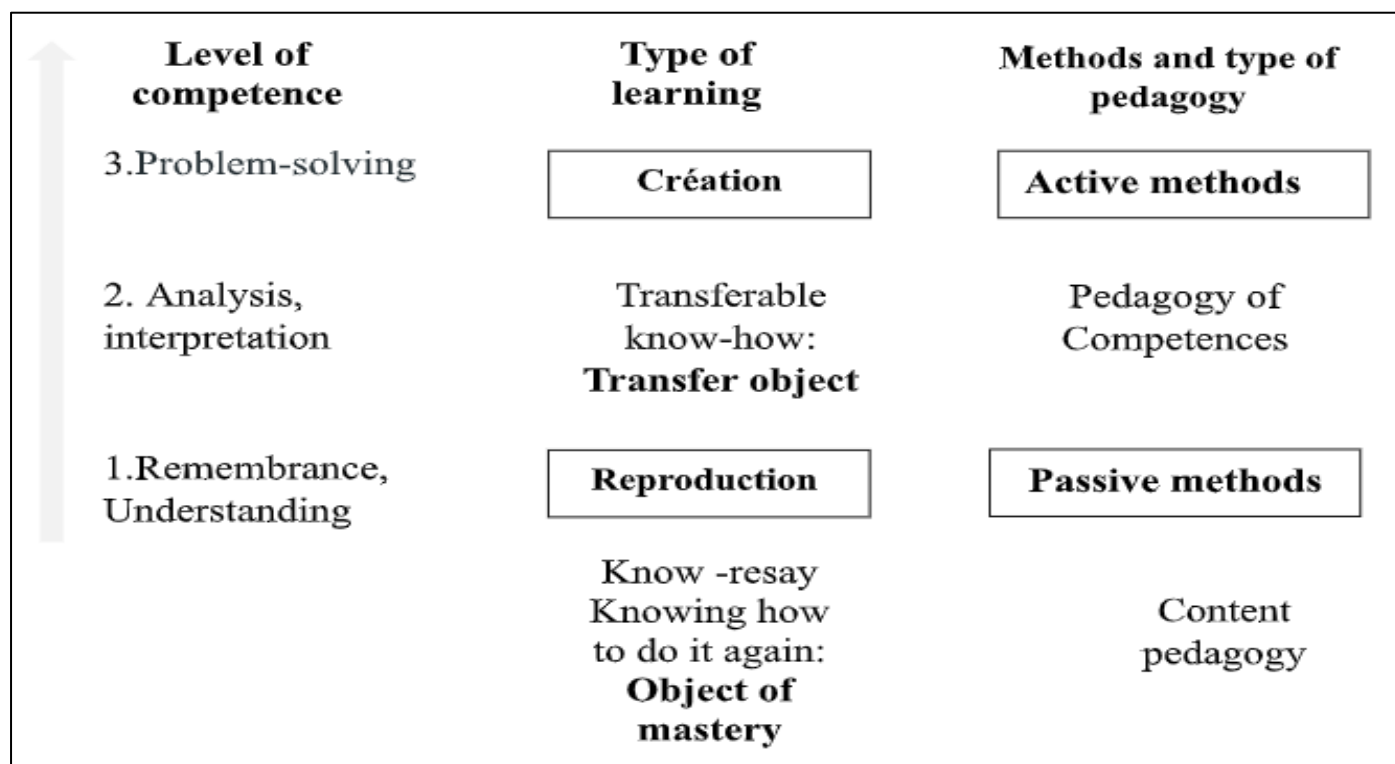 Level of
competence
Type of
learning
Methods and type of
pedagogy
3.Problem-solving
Création
Active methods
2. Analysis,
interpretation
Transferable
know-how:
Transfer object
Pedagogy of
Competences
1.Remembrance,
Understanding
Reproduction
Passive methods
Know -resay
Knowing how
to do it again:
Object of
mastery
Content
pedagogy